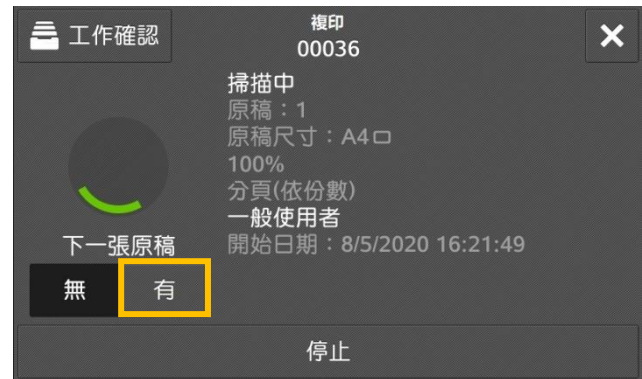 工作確認
複印
00036
掃描中
原稿：1
原稿尺寸：A4
100%
分頁(依份數)
一般使用者
開始日期：8/5/2020 16:21:49
下一張原稿
無
有
停止